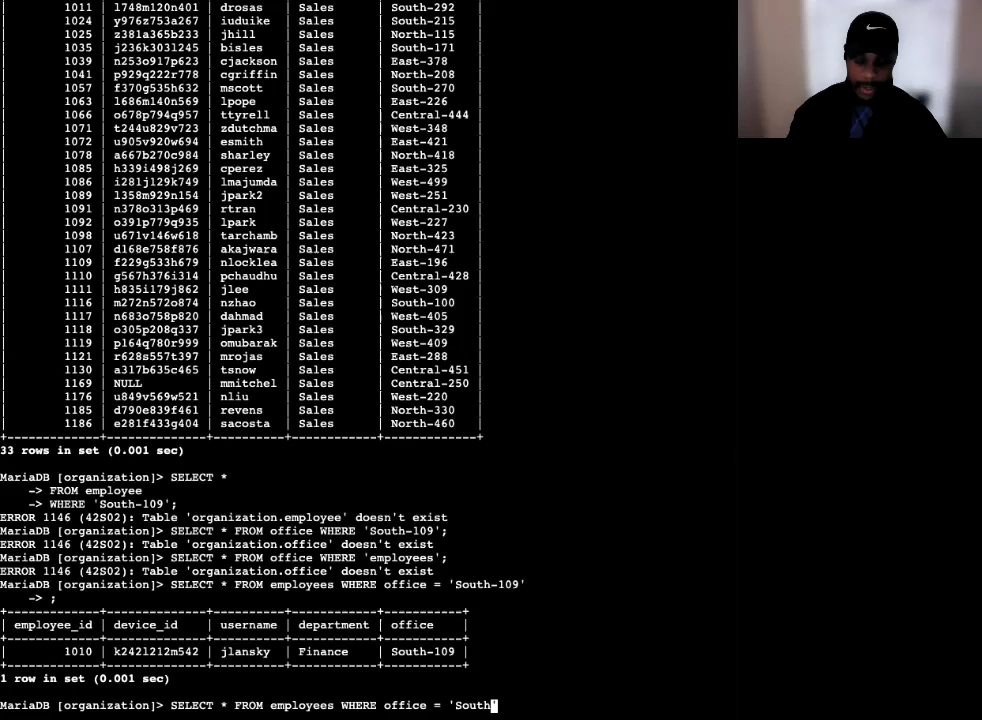 | 1011 | l748m120n401 | drosas | Sales | South-292 |
| 1024 | y976z753a267 | iuduike | Sales | South-215 |
| 1025 | z381a365b233 | jhill | Sales | North-115 |
| 1035 | j236k303l245 | bisles | Sales | South-171 |
| 1039 | n253o917p623 | cjackson | Sales | East-378 |
| 1041 | p929q222r778 | cgriffin | Sales | North-208 |
| 1057 | f370g535h632 | mscott | Sales | South-270 |
| 1063 | l686m140n569 | lpope | Sales | East-226 |
| 1066 | o678p794q957 | ttyrell | Sales | Central-444 |
| 1071 | t244u829v723 | zdutchma | Sales | West-348 |
| 1072 | u905v920w694 | esmith | Sales | East-421 |
| 1078 | a667b270c984 | sharley | Sales | North-418 |
| 1085 | h339i498j269 | cperez | Sales | East-325 |
| 1086 | i281j129k749 | lmajumda | Sales | West-499 |
| 1089 | l358m929n154 | jpark2 | Sales | West-251 |
| 1091 | n378o313p469 | rtran | Sales | Central-230 |
| 1092 | o391p779q935 | lpark | Sales | West-227 |
| 1098 | u671v146w618 | tarchamb | Sales | North-423 |
| 1107 | d168e758f876 | akajwara | Sales | North-471 |
| 1109 | f229g533h679 | nlocklea | Sales | East-196 |
| 1110 | g567h376i314 | pchaudhu | Sales | Central-428 |
| 1111 | h835i179j862 | jlee | Sales | West-309 |
| 1116 | m272n572o874 | nzhao | Sales | South-100 |
| 1117 | n683o758p820 | dahmad | Sales | West-405 |
| 1118 | o305p208q337 | jpark3 | Sales | South-329 |
| 1119 | p164q780r999 | omubarak | Sales | West-409 |
| 1121 | r628s557t397 | mrojas | Sales | East-288 |
| 1130 | a317b635c465 | tsnow | Sales | Central-451 |
| 1169 | NULL | mmitchel | Sales | Central-250 |
| 1176 | u849v569w521 | nliu | Sales | West-220 |
| 1185 | d790e839f461 | revens | Sales | North-330 |
| 1186 | e281f433g404 | sacosta | Sales | North-460 |
+-------------+--------------+----------+------------+-------------+
33 rows in set (0.001 sec)
MariaDB [organization]> SELECT *
-> FROM employee
-> WHERE 'South-109';
ERROR 1146 (42S02): Table 'organization.employee' doesn't exist
MariaDB [organization]> SELECT * FROM office WHERE 'South-109';
ERROR 1146 (42S02): Table 'organization.office' doesn't exist
MariaDB [organization]> SELECT * FROM office WHERE 'employees';
ERROR 1146 (42S02): Table 'organization.office' doesn't exist
MariaDB [organization]> SELECT * FROM employees WHERE office = 'South-109'
-> ;
+-------------+--------------+----------+------------+-----------+
| employee_id | device_id | username | department | office |
+-------------+--------------+----------+------------+-----------+
| 1010 | k242l212m542 | jlansky | Finance | South-109 |
+-------------+--------------+----------+------------+-----------+
1 row in set (0.001 sec)
MariaDB [organization]> SELECT * FROM employees WHERE office = 'South'